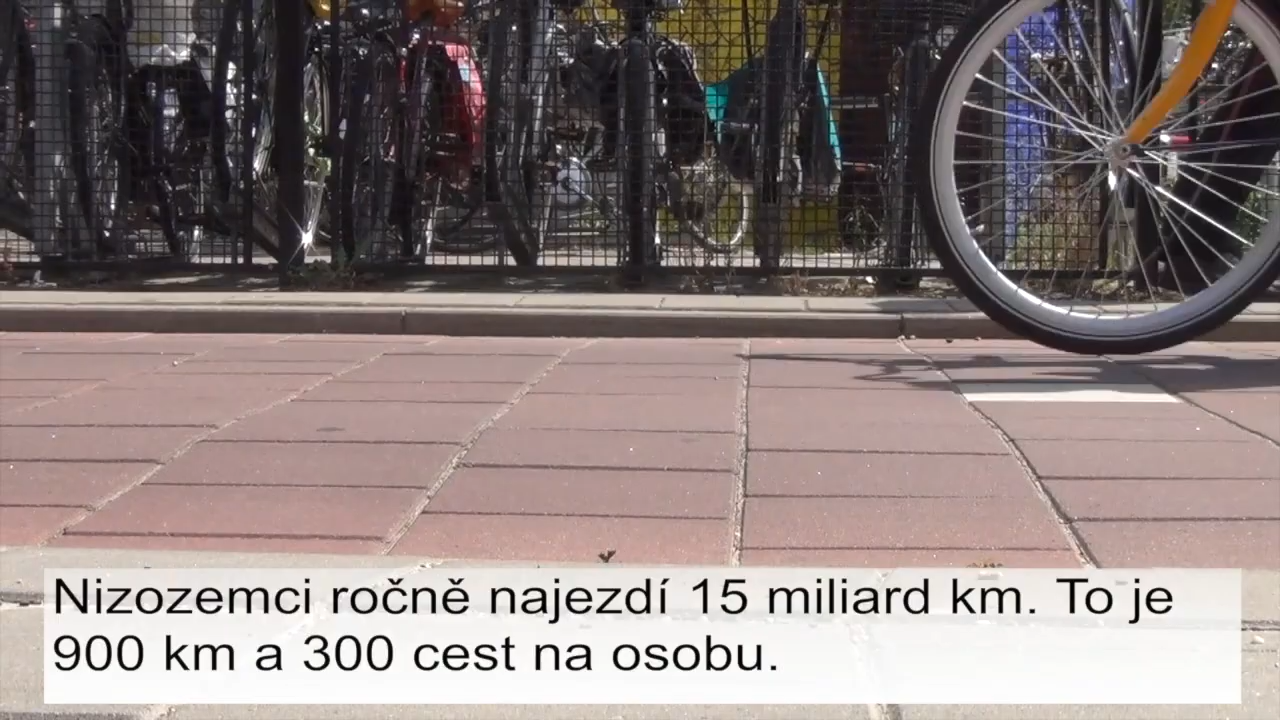 Nizozemci ročně najezdí 15 miliard km. To je
900 km a 300 cest na osobu.